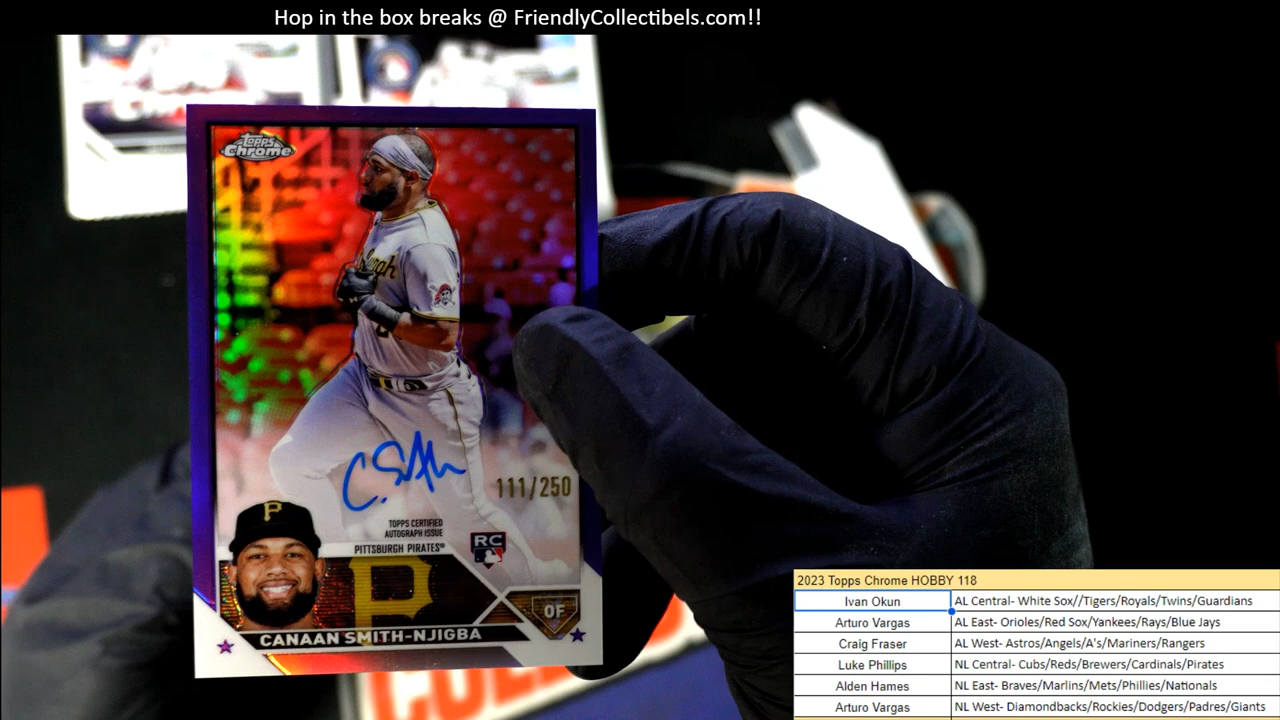 Hop in the box breaks @ FriendlyCollectibels.com!!
Topps
Chrome
111/250
TOPPS CERTIFIED
AUTOGRAPH ISSUE
RC
PITTSBURGH PIRATES®
P
P
OF
CANAAN SMITH-NJIGBA
2023 Topps Chrome HOBBY 118
Ivan Okun AL Central- White Sox//Tigers/Royals/Twins/Guardians
Arturo Vargas AL East- Orioles/Red Sox/Yankees/Rays/Blue Jays
Craig Fraser AL West- Astros/Angels/A's/Mariners/Rangers
Luke Phillips NL Central- Cubs/Reds/Brewers/Cardinals/Pirates
Alden Hames NL East- Braves/Marlins/Mets/Phillies/Nationals
Arturo Vargas NL West- Diamondbacks/Rockies/Dodgers/Padres/Giants